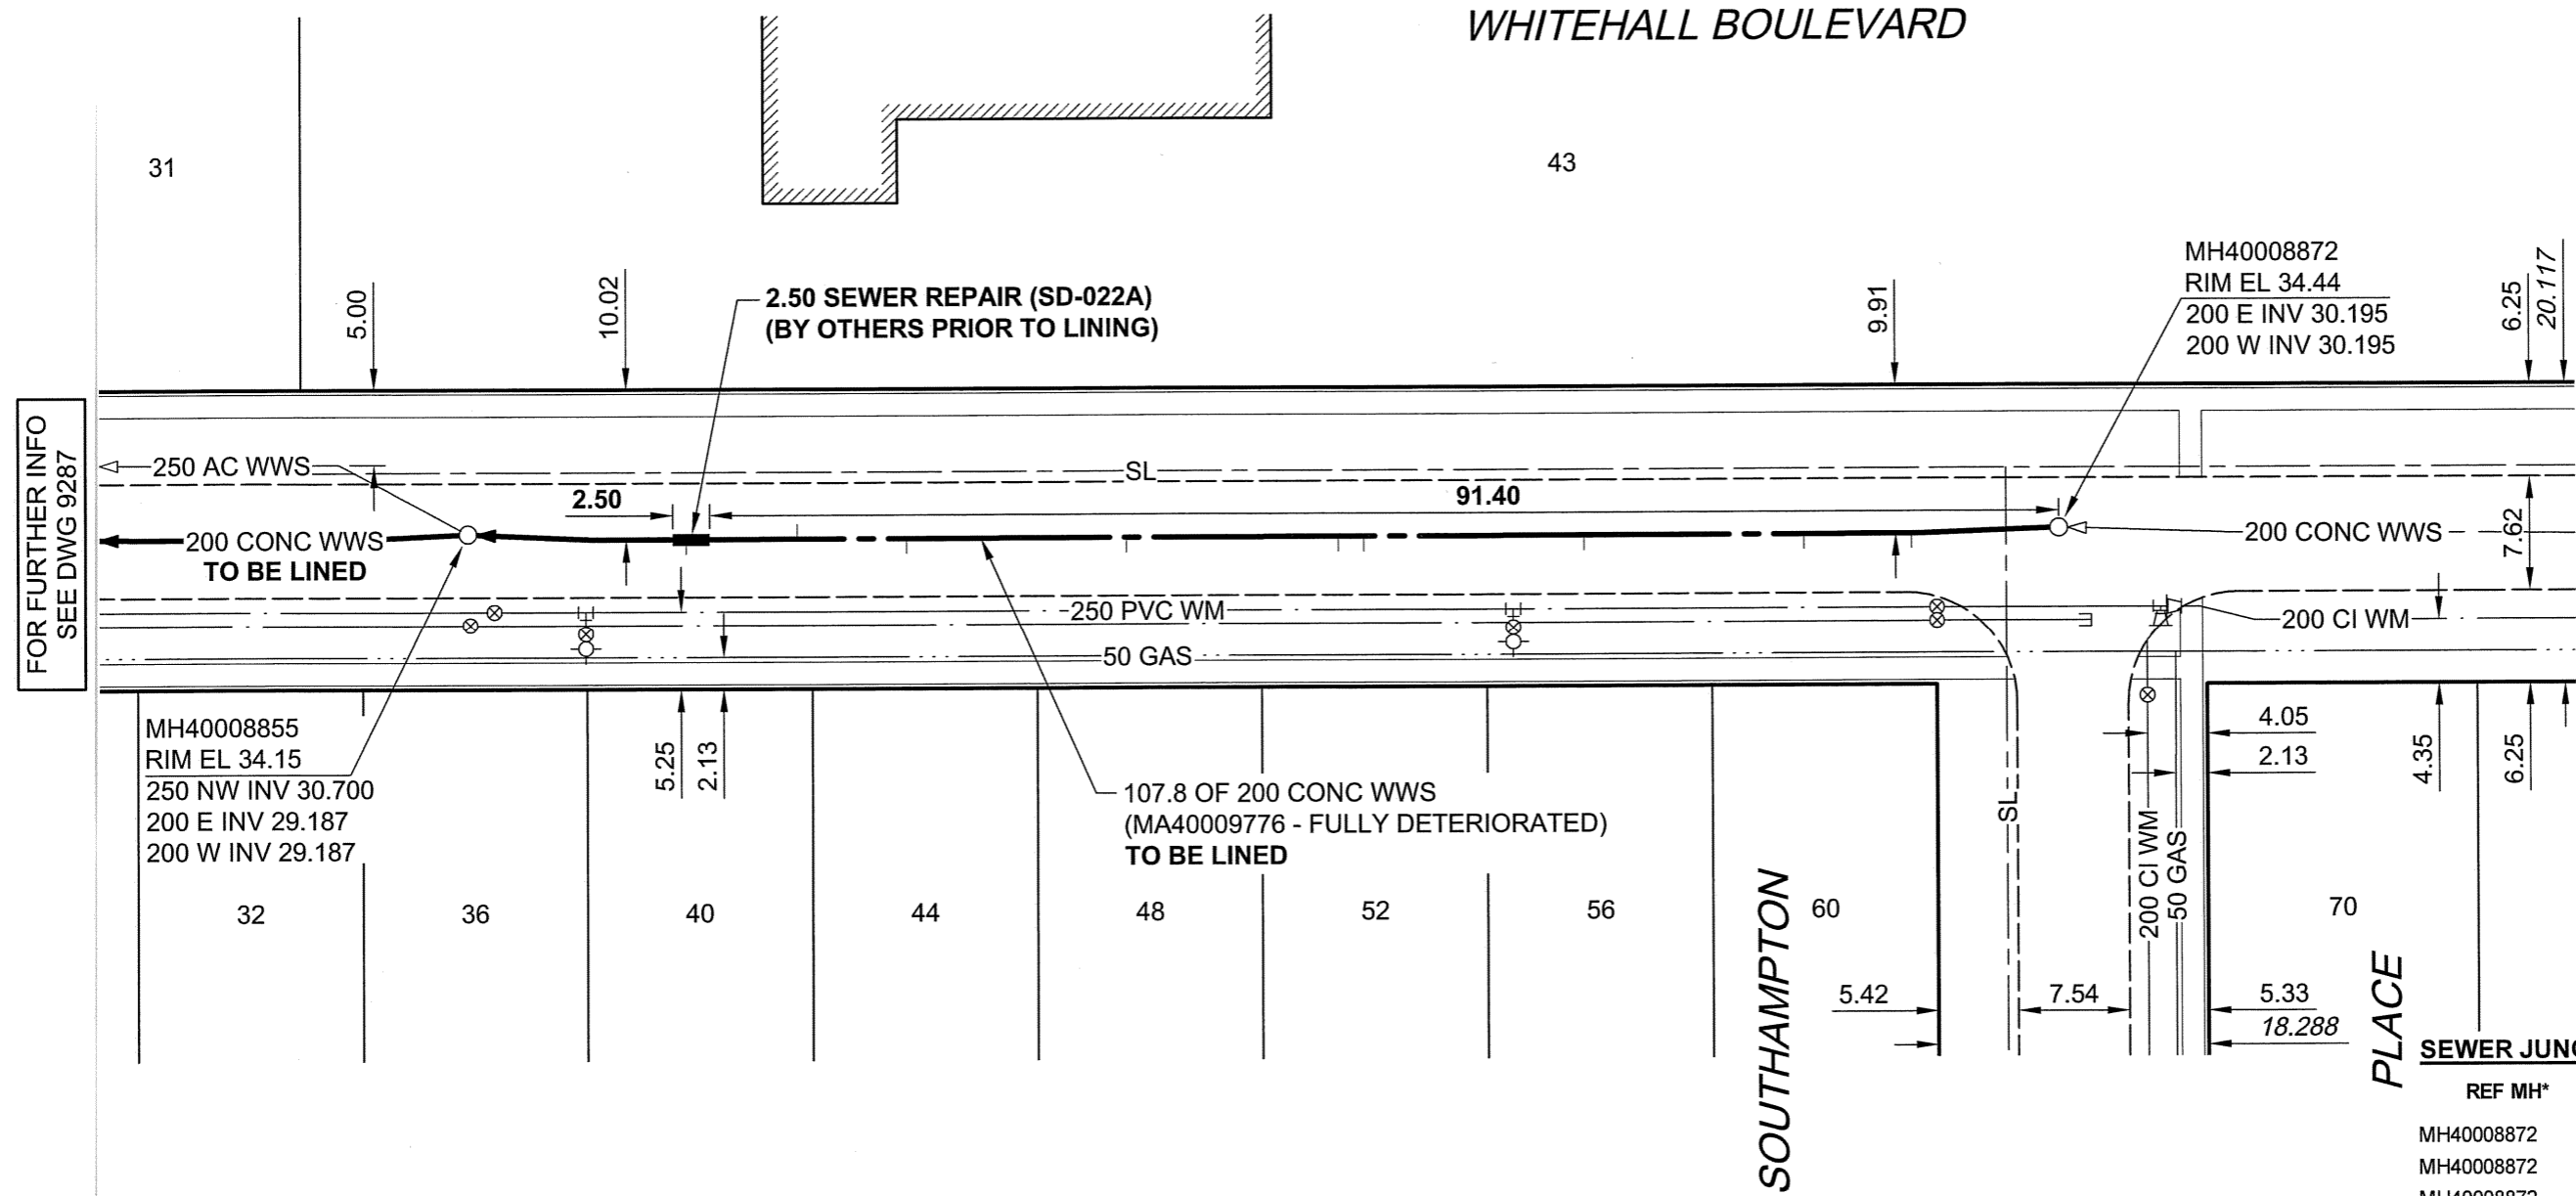 WHITEHALL BOULEVARD
31
43
5.00
10.02
2.50 SEWER REPAIR (SD-022A)
(BY OTHERS PRIOR TO LINING)
9.91
MH40008872
RIM EL 34.44
200 E INV 30.195
200 W INV 30.195
6.25
20.117
FOR FURTHER INFO
SEE DWG 9287
250 AC WWS
SL
2.50
91.40
200 CONC WWS
TO BE LINED
200 CONC WWS
7.62
250 PVC WM
200 CI WM
50 GAS
MH40008855
RIM EL 34.15
250 NW INV 30.700
200 E INV 29.187
200 W INV 29.187
5.25
2.13
107.8 OF 200 CONC WWS
(MA40009776 - FULLY DETERIORATED)
TO BE LINED
SL
200 CI WM
50 GAS
4.05
2.13
4.35
6.25
32
36
40
44
48
52
56
60
70
SOUTHAMPTON
PLACE
5.42
7.54
5.33
18.288
SEWER JUNC
REF MH*
MH40008872
MH40008872
MH40008872